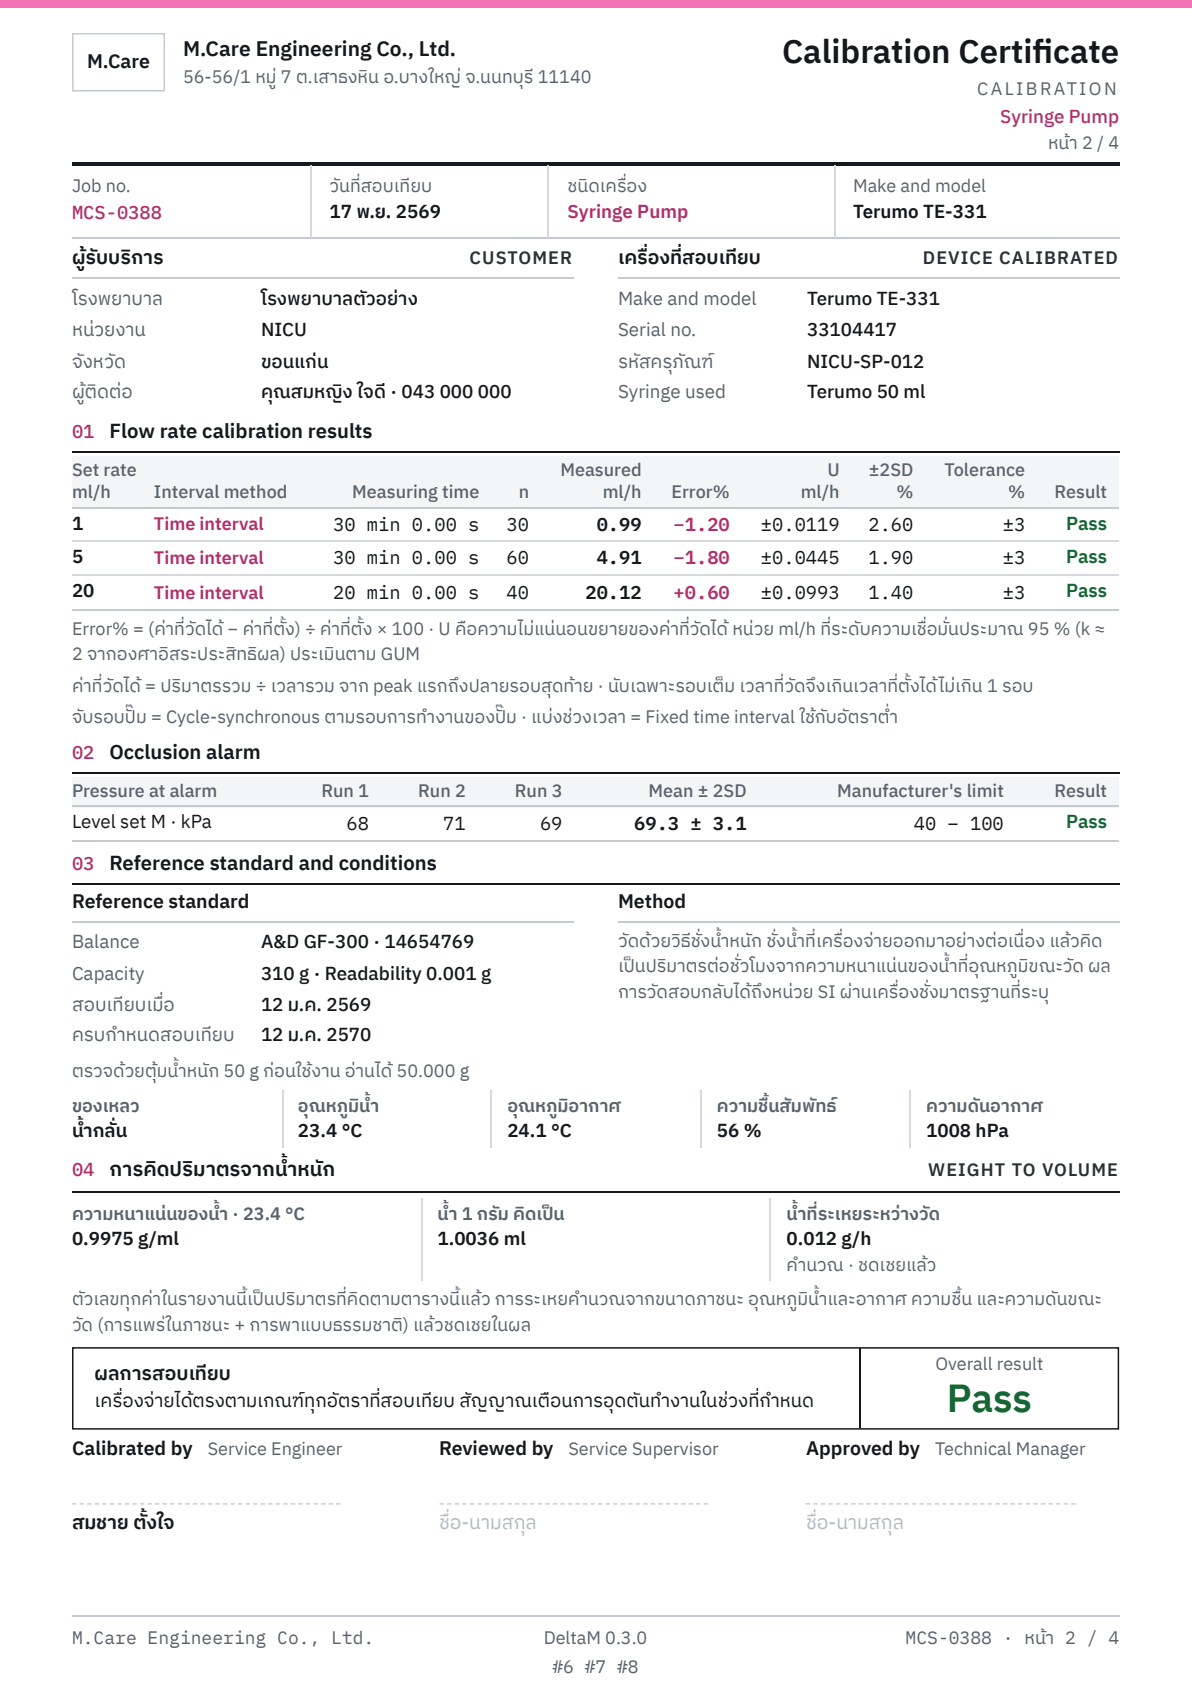 M.Care
M.Care Engineering Co., Ltd.
56-56/1 หมู่ 7 ต.เสาธงหิน อ.บางใหญ่ จ.นนทบุรี 11140
Calibration Certificate
CALIBRATION
Syringe Pump
หน้า 2 / 4
Job no. วันที่สอบเทียบ ชนิดเครื่อง Make and model
MCS-0388 17 พ.ย. 2569 Syringe Pump Terumo TE-331
ผู้รับบริการ CUSTOMER
โรงพยาบาล โรงพยาบาลตัวอย่าง
หน่วยงาน NICU
จังหวัด ขอนแก่น
ผู้ติดต่อ คุณสมหญิง ใจดี · 043 000 000
เครื่องที่สอบเทียบ DEVICE CALIBRATED
Make and model Terumo TE-331
Serial no. 33104417
รหัสครุภัณฑ์ NICU-SP-012
Syringe used Terumo 50 ml
01 Flow rate calibration results
Set rate Measured U ±2SD Tolerance
ml/h Interval method Measuring time n ml/h Error% ml/h % % Result
1 Time interval 30 min 0.00 s 30 0.99 −1.20 ±0.0119 2.60 ±3 Pass
5 Time interval 30 min 0.00 s 60 4.91 −1.80 ±0.0445 1.90 ±3 Pass
20 Time interval 20 min 0.00 s 40 20.12 +0.60 ±0.0993 1.40 ±3 Pass
Error% = (ค่าที่วัดได้ − ค่าที่ตั้ง) ÷ ค่าที่ตั้ง × 100 · U คือความไม่แน่นอนขยายของค่าที่วัดได้ หน่วย ml/h ที่ระดับความเชื่อมั่นประมาณ 95 % (k ≈
2 จากองศาอิสระประสิทธิผล) ประเมินตาม GUM
ค่าที่วัดได้ = ปริมาตรรวม ÷ เวลารวม จาก peak แรกถึงปลายรอบสุดท้าย · นับเฉพาะรอบเต็ม เวลาที่วัดจึงเกินเวลาที่ตั้งได้ไม่เกิน 1 รอบ
จับรอบปั๊ม = Cycle-synchronous ตามรอบการทำงานของปั๊ม · แบ่งช่วงเวลา = Fixed time interval ใช้กับอัตราต่ำ
02 Occlusion alarm
Pressure at alarm Run 1 Run 2 Run 3 Mean ± 2SD Manufacturer's limit Result
Level set M · kPa 68 71 69 69.3 ± 3.1 40 − 100 Pass
03 Reference standard and conditions
Reference standard
Balance A&D GF-300 · 14654769
Capacity 310 g · Readability 0.001 g
สอบเทียบเมื่อ 12 ม.ค. 2569
ครบกำหนดสอบเทียบ 12 ม.ค. 2570
Method
วัดด้วยวิธีชั่งน้ำหนัก ชั่งน้ำที่เครื่องจ่ายออกมาอย่างต่อเนื่อง แล้วคิด
เป็นปริมาตรต่อชั่วโมงจากความหนาแน่นของน้ำที่อุณหภูมิขณะวัด ผล
การวัดสอบกลับได้ถึงหน่วย SI ผ่านเครื่องชั่งมาตรฐานที่ระบุ
ตรวจด้วยตุ้มน้ำหนัก 50 g ก่อนใช้งาน อ่านได้ 50.000 g
ของเหลว อุณหภูมิน้ำ อุณหภูมิอากาศ ความชื้นสัมพัทธ์ ความดันอากาศ
น้ำกลั่น 23.4 °C 24.1 °C 56 % 1008 hPa
04 การคิดปริมาตรจากน้ำหนัก WEIGHT TO VOLUME
ความหนาแน่นของน้ำ · 23.4 °C น้ำ 1 กรัม คิดเป็น น้ำที่ระเหยระหว่างวัด
0.9975 g/ml 1.0036 ml 0.012 g/h
คำนวณ · ชดเชยแล้ว
ตัวเลขทุกค่าในรายงานนี้เป็นปริมาตรที่คิดตามตารางนี้แล้ว การระเหยคำนวณจากขนาดภาชนะ อุณหภูมิน้ำและอากาศ ความชื้น และความดันขณะ
วัด (การแพร่ในภาชนะ + การพาแบบธรรมชาติ) แล้วชดเชยในผล
ผลการสอบเทียบ
เครื่องจ่ายได้ตรงตามเกณฑ์ทุกอัตราที่สอบเทียบ สัญญาณเตือนการอุดตันทำงานในช่วงที่กำหนด
Overall result
Pass
Calibrated by Service Engineer Reviewed by Service Supervisor Approved by Technical Manager
สมชาย ตั้งใจ ชื่อ-นามสกุล ชื่อ-นามสกุล
M.Care Engineering Co., Ltd. DeltaM 0.3.0 MCS-0388 · หน้า 2 / 4
#6 #7 #8